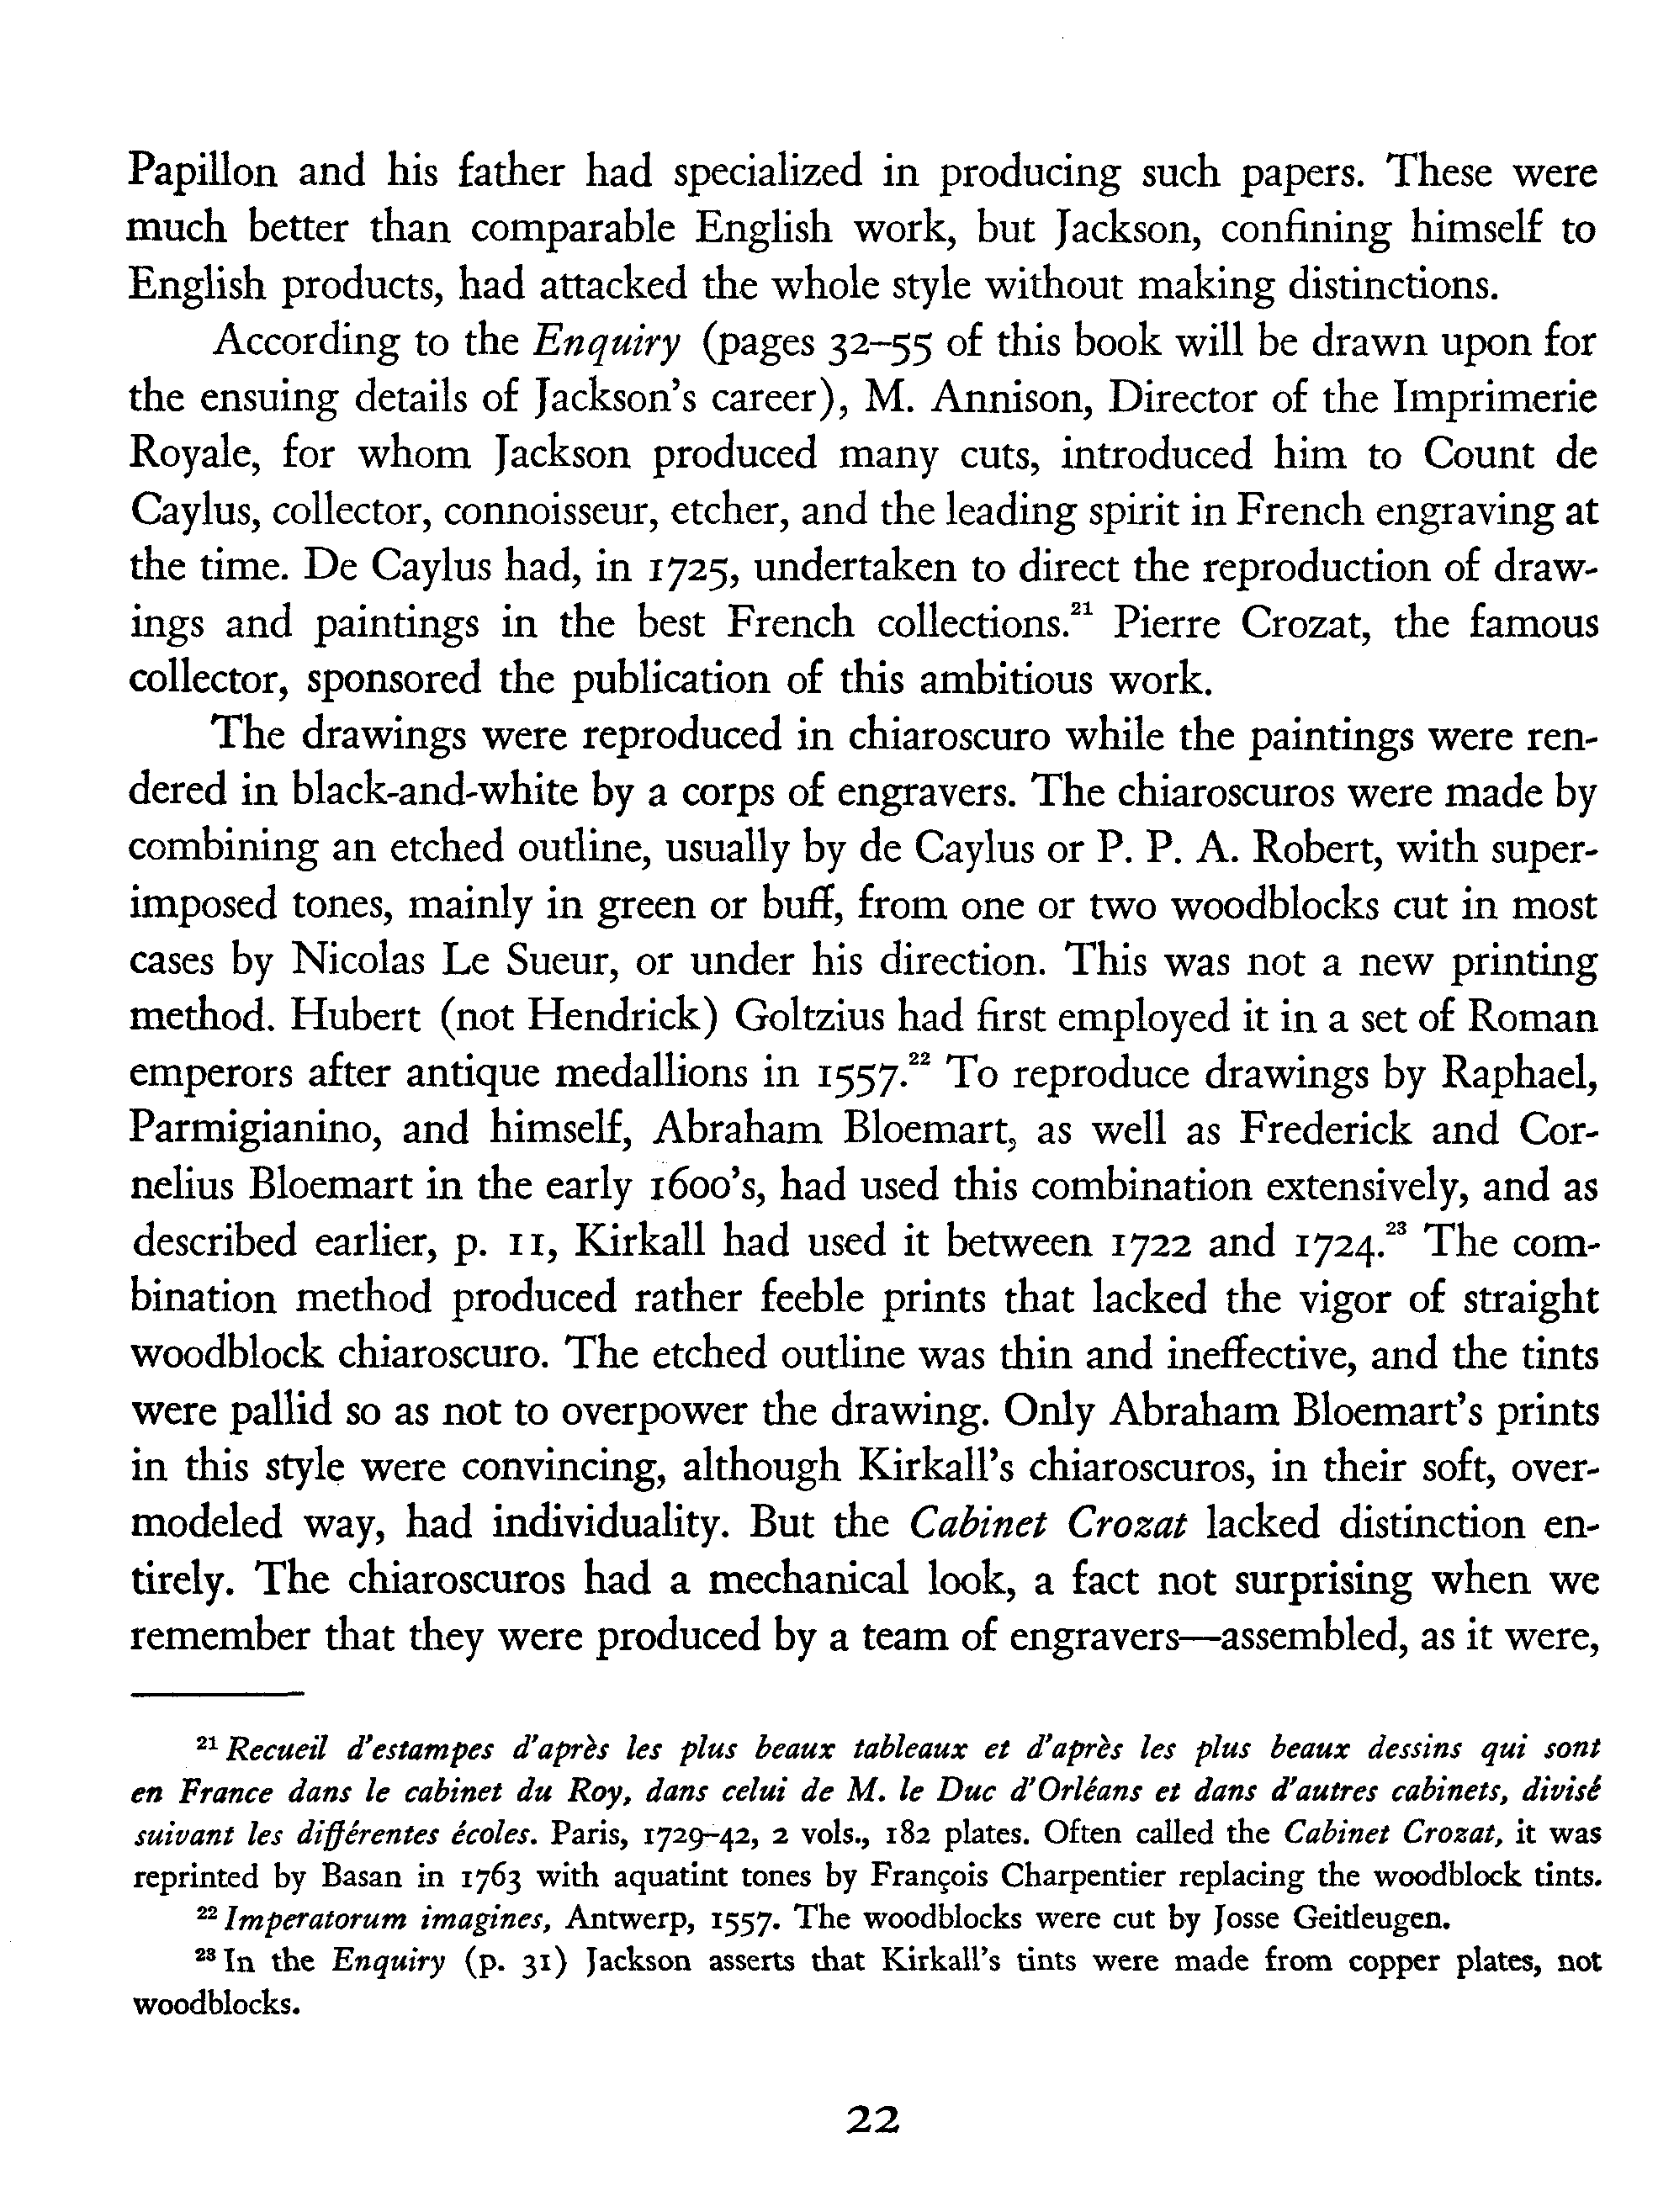 Papillon and his father had specialized in producing such papers. These were
much better than comparable English work, but Jackson, confining himself to
English products, had attacked the whole style without making distinctions.
According to the Enquiry (pages 32–55 of this book will be drawn upon for
the ensuing details of Jackson's career), M. Annison, Director of the Imprimerie
Royale, for whom Jackson produced many cuts, introduced him to Count de
Caylus, collector, connoisseur, etcher, and the leading spirit in French engraving at
the time. De Caylus had, in 1725, undertaken to direct the reproduction of draw-
ings and paintings in the best French collections.²¹ Pierre Crozat, the famous
collector, sponsored the publication of this ambitious work.
The drawings were reproduced in chiaroscuro while the paintings were ren-
dered in black-and-white by a corps of engravers. The chiaroscuros were made by
combining an etched outline, usually by de Caylus or P. P. A. Robert, with super-
imposed tones, mainly in green or buff, from one or two woodblocks cut in most
cases by Nicolas Le Sueur, or under his direction. This was not a new printing
method. Hubert (not Hendrick) Goltzius had first employed it in a set of Roman
emperors after antique medallions in 1557.²² To reproduce drawings by Raphael,
Parmigianino, and himself, Abraham Bloemart, as well as Frederick and Cor-
nelius Bloemart in the early 1600's, had used this combination extensively, and as
described earlier, p. 11, Kirkall had used it between 1722 and 1724.²³ The com-
bination method produced rather feeble prints that lacked the vigor of straight
woodblock chiaroscuro. The etched outline was thin and ineffective, and the tints
were pallid so as not to overpower the drawing. Only Abraham Bloemart's prints
in this style were convincing, although Kirkall's chiaroscuros, in their soft, over-
modeled way, had individuality. But the Cabinet Crozat lacked distinction en-
tirely. The chiaroscuros had a mechanical look, a fact not surprising when we
remember that they were produced by a team of engravers—assembled, as it were,
²¹ Recueil d'estampes d'après les plus beaux tableaux et d'après les plus beaux dessins qui sont
en France dans le cabinet du Roy, dans celui de M. le Duc d'Orléans et dans d'autres cabinets, divisé
suivant les différentes écoles. Paris, 1729–42, 2 vols., 182 plates. Often called the Cabinet Crozat, it was
reprinted by Basan in 1763 with aquatint tones by François Charpentier replacing the woodblock tints.
²² Imperatorum imagines, Antwerp, 1557. The woodblocks were cut by Josse Geitleugen.
²³ In the Enquiry (p. 31) Jackson asserts that Kirkall's tints were made from copper plates, not
woodblocks.
22